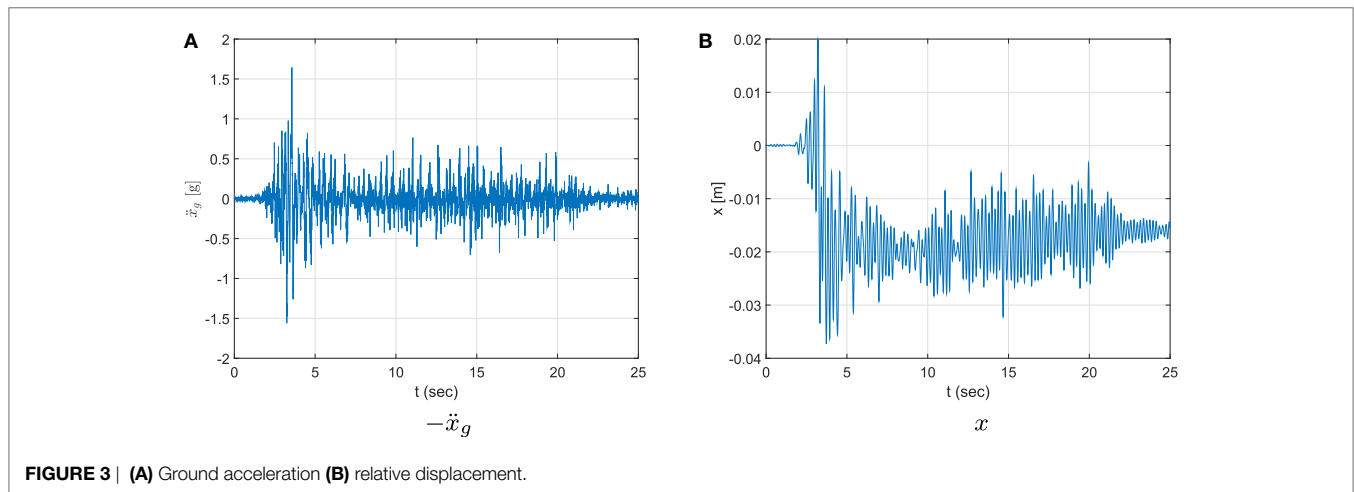 A
2
1.5
1
0.5
0
-0.5
-1
-1.5
-2
ẍg [g]
0 5 10 15 20 25
t (sec)
−ẍg
B
0.02
0.01
0
-0.01
-0.02
-0.03
-0.04
x [m]
0 5 10 15 20 25
t (sec)
x
FIGURE 3 | (A) Ground acceleration (B) relative displacement.